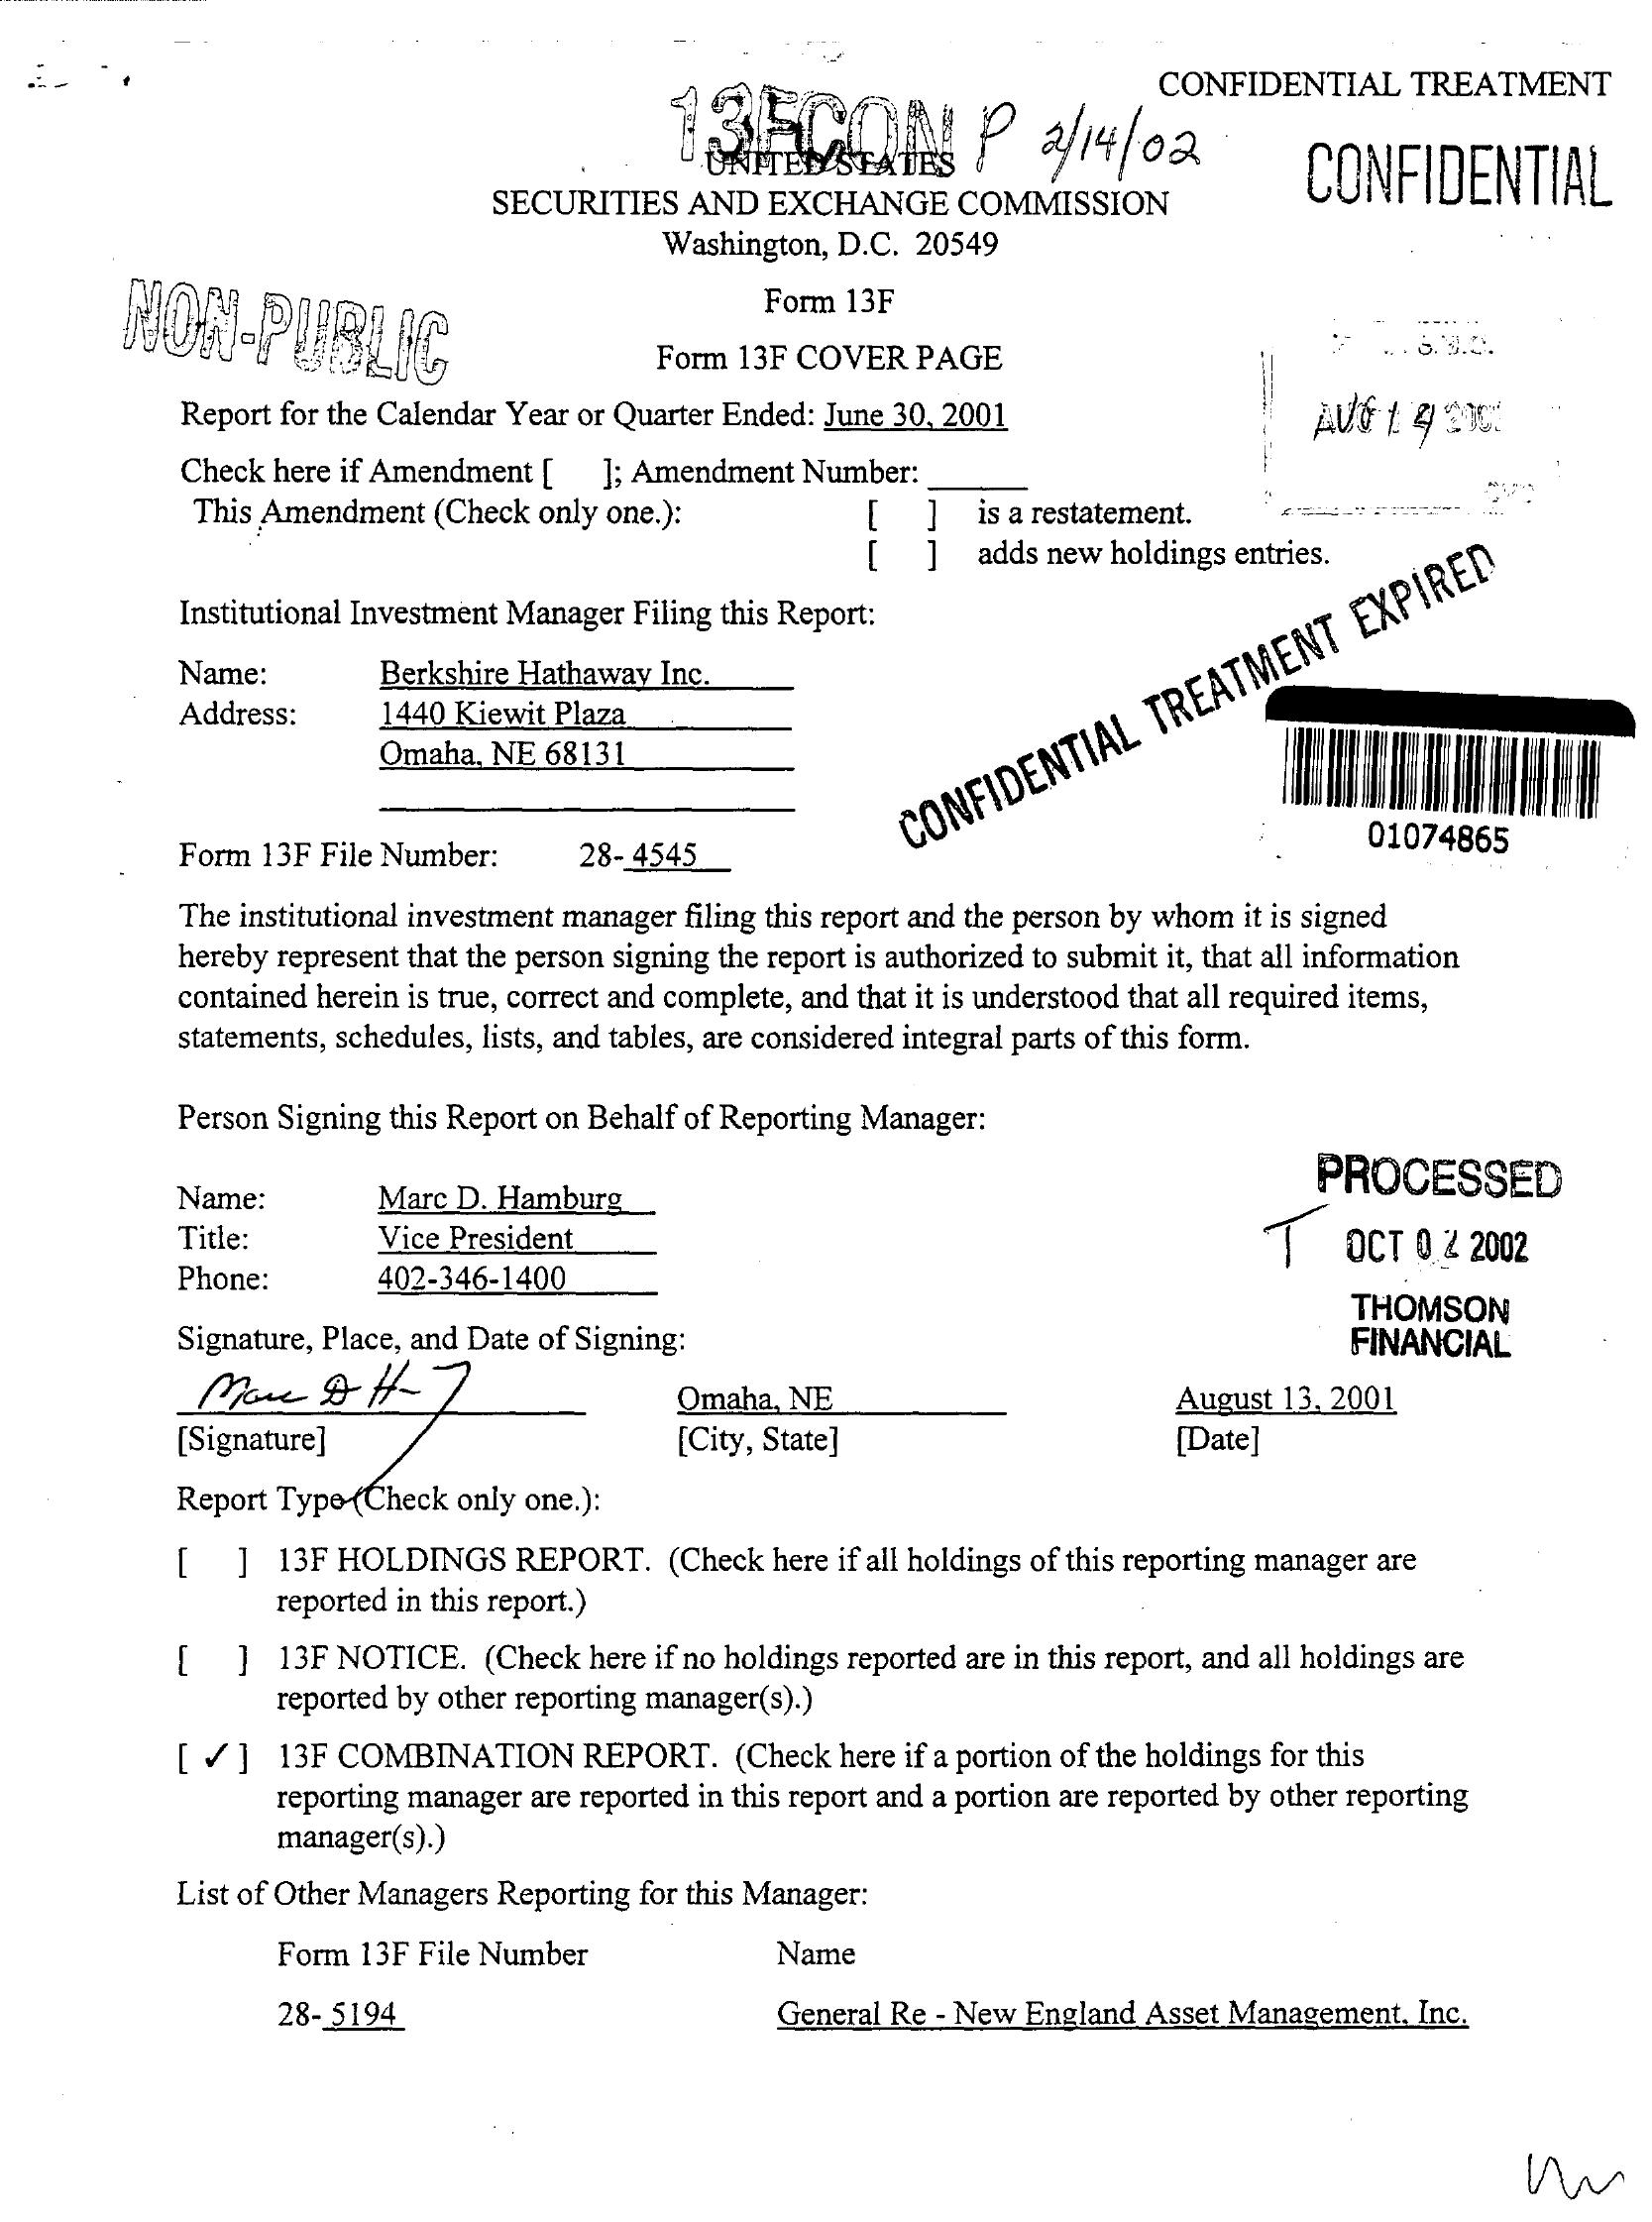 CONFIDENTIAL TREATMENT
13FCON P 2/14/02
CONFIDENTIAL
UNITED STATES
SECURITIES AND EXCHANGE COMMISSION
Washington, D.C. 20549
NON-PUBLIC
Form 13F
Form 13F COVER PAGE
Report for the Calendar Year or Quarter Ended: June 30, 2001
Check here if Amendment [ ]; Amendment Number:
This Amendment (Check only one.): [ ] is a restatement.
[ ] adds new holdings entries.
Institutional Investment Manager Filing this Report:
CONFIDENTIAL TREATMENT EXPIRED
Name: Berkshire Hathaway Inc.
Address: 1440 Kiewit Plaza
Omaha, NE 68131
01074865
Form 13F File Number: 28- 4545
The institutional investment manager filing this report and the person by whom it is signed
hereby represent that the person signing the report is authorized to submit it, that all information
contained herein is true, correct and complete, and that it is understood that all required items,
statements, schedules, lists, and tables, are considered integral parts of this form.
Person Signing this Report on Behalf of Reporting Manager:
PROCESSED
Name: Marc D. Hamburg
Title: Vice President
T OCT 02 2002
Phone: 402-346-1400
THOMSON
FINANCIAL
Signature, Place, and Date of Signing:
Omaha, NE August 13, 2001
[Signature] [City, State] [Date]
Report Type (Check only one.):
[ ] 13F HOLDINGS REPORT. (Check here if all holdings of this reporting manager are
reported in this report.)
[ ] 13F NOTICE. (Check here if no holdings reported are in this report, and all holdings are
reported by other reporting manager(s).)
[ ✓ ] 13F COMBINATION REPORT. (Check here if a portion of the holdings for this
reporting manager are reported in this report and a portion are reported by other reporting
manager(s).)
List of Other Managers Reporting for this Manager:
Form 13F File Number Name
28- 5194 General Re - New England Asset Management, Inc.